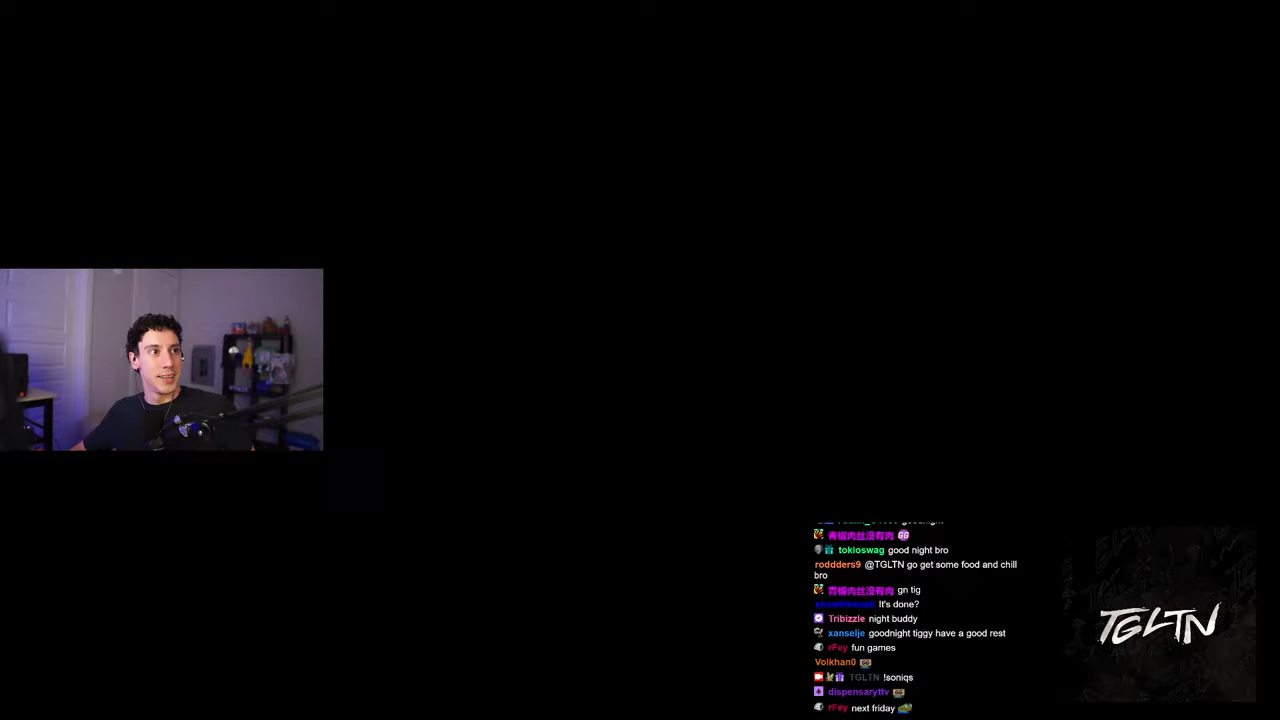 青椒肉丝没有肉 GG
tokioswag good night bro
roddders9 @TGLTN go get some food and chill
bro
青椒肉丝没有肉 gn tig
It's done?
Tribizzle night buddy
xanselje goodnight tiggy have a good rest
rFey fun games
Volkhan0
TGLTN !soniqs
dispensaryttv
rFey next friday
TGLTN